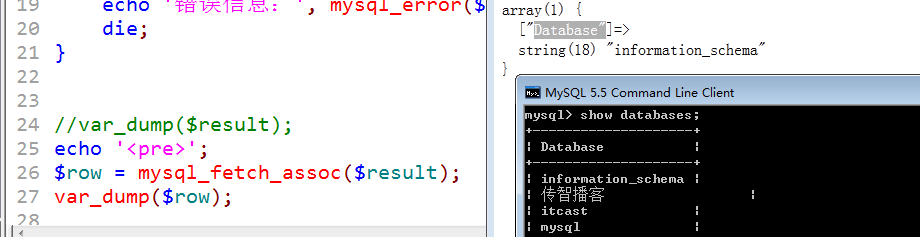 19 echo '错误信息：', mysql_error($
20 die;
21 }
22
23
24 //var_dump($result);
25 echo '<pre>';
26 $row = mysql_fetch_assoc($result);
27 var_dump($row);
28
array(1) {
["Database"]=>
string(18) "information_schema"
}
MySQL 5.5 Command Line Client
mysql> show databases;
+--------------------+
| Database |
+--------------------+
| information_schema |
| 传智播客 |
| itcast |
| mysql |